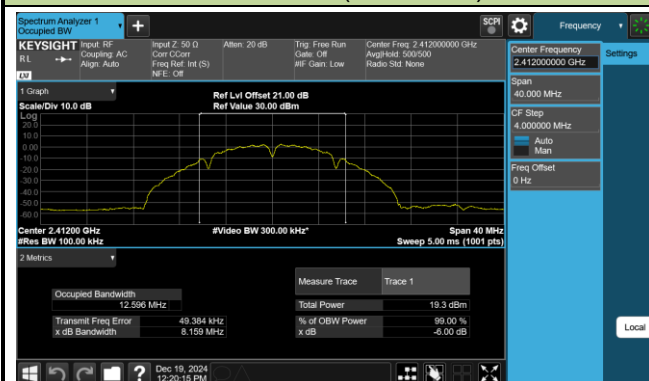 Spectrum Analyzer 1
Occupied BW
SCPI
Frequency
KEYSIGHT
RL
LXI
Input: RF
Coupling: AC
Align: Auto
Input Z: 50 Ω
Corr CCorr
Freq Ref: Int (S)
NFE: Off
Atten: 20 dB
Trig: Free Run
Gate: Off
#IF Gain: Low
Center Freq: 2.412000000 GHz
Avg|Hold: 500/500
Radio Std: None
Center Frequency
2.412000000 GHz
Settings
Span
40.000 MHz
CF Step
4.000000 MHz
Auto
Man
Freq Offset
0 Hz
Local
1 Graph
Scale/Div 10.0 dB
Ref Lvl Offset 21.00 dB
Ref Value 30.00 dBm
Log
20.0
10.0
0.00
-10.0
-20.0
-30.0
-40.0
-50.0
-60.0
Center 2.41200 GHz
#Res BW 100.00 kHz
#Video BW 300.00 kHz*
Span 40 MHz
Sweep 5.00 ms (1001 pts)
2 Metrics
Measure Trace
Trace 1
Occupied Bandwidth
12.596 MHz
Total Power
19.3 dBm
Transmit Freq Error
49.384 kHz
% of OBW Power
99.00 %
x dB Bandwidth
8.159 MHz
x dB
-6.00 dB
?
Dec 19, 2024
12:20:15 PM